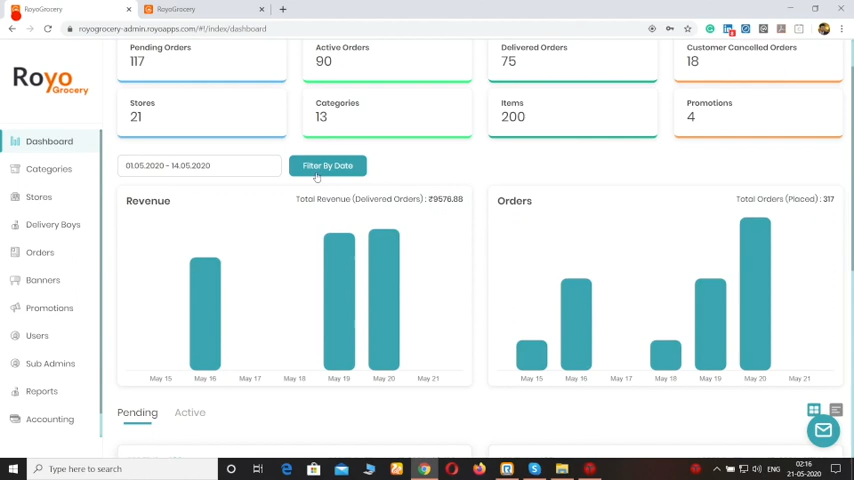 RoyoGrocery
RoyoGrocery
royogrocery-admin.royoapps.com/#!/index/dashboard
Royo
Grocery
Dashboard
Categories
Stores
Delivery Boys
Orders
Banners
Promotions
Users
Sub Admins
Reports
Accounting
Pending Orders
117
Active Orders
90
Delivered Orders
75
Customer Cancelled Orders
18
Stores
21
Categories
13
Items
200
Promotions
4
01.05.2020 - 14.05.2020
Filter By Date
Revenue
Total Revenue (Delivered Orders) : ₹9576.88
May 15 May 16 May 17 May 18 May 19 May 20 May 21
Orders
Total Orders (Placed) : 317
May 15 May 16 May 17 May 18 May 19 May 20 May 21
Pending Active
Type here to search
ENG
02:16
21-05-2020